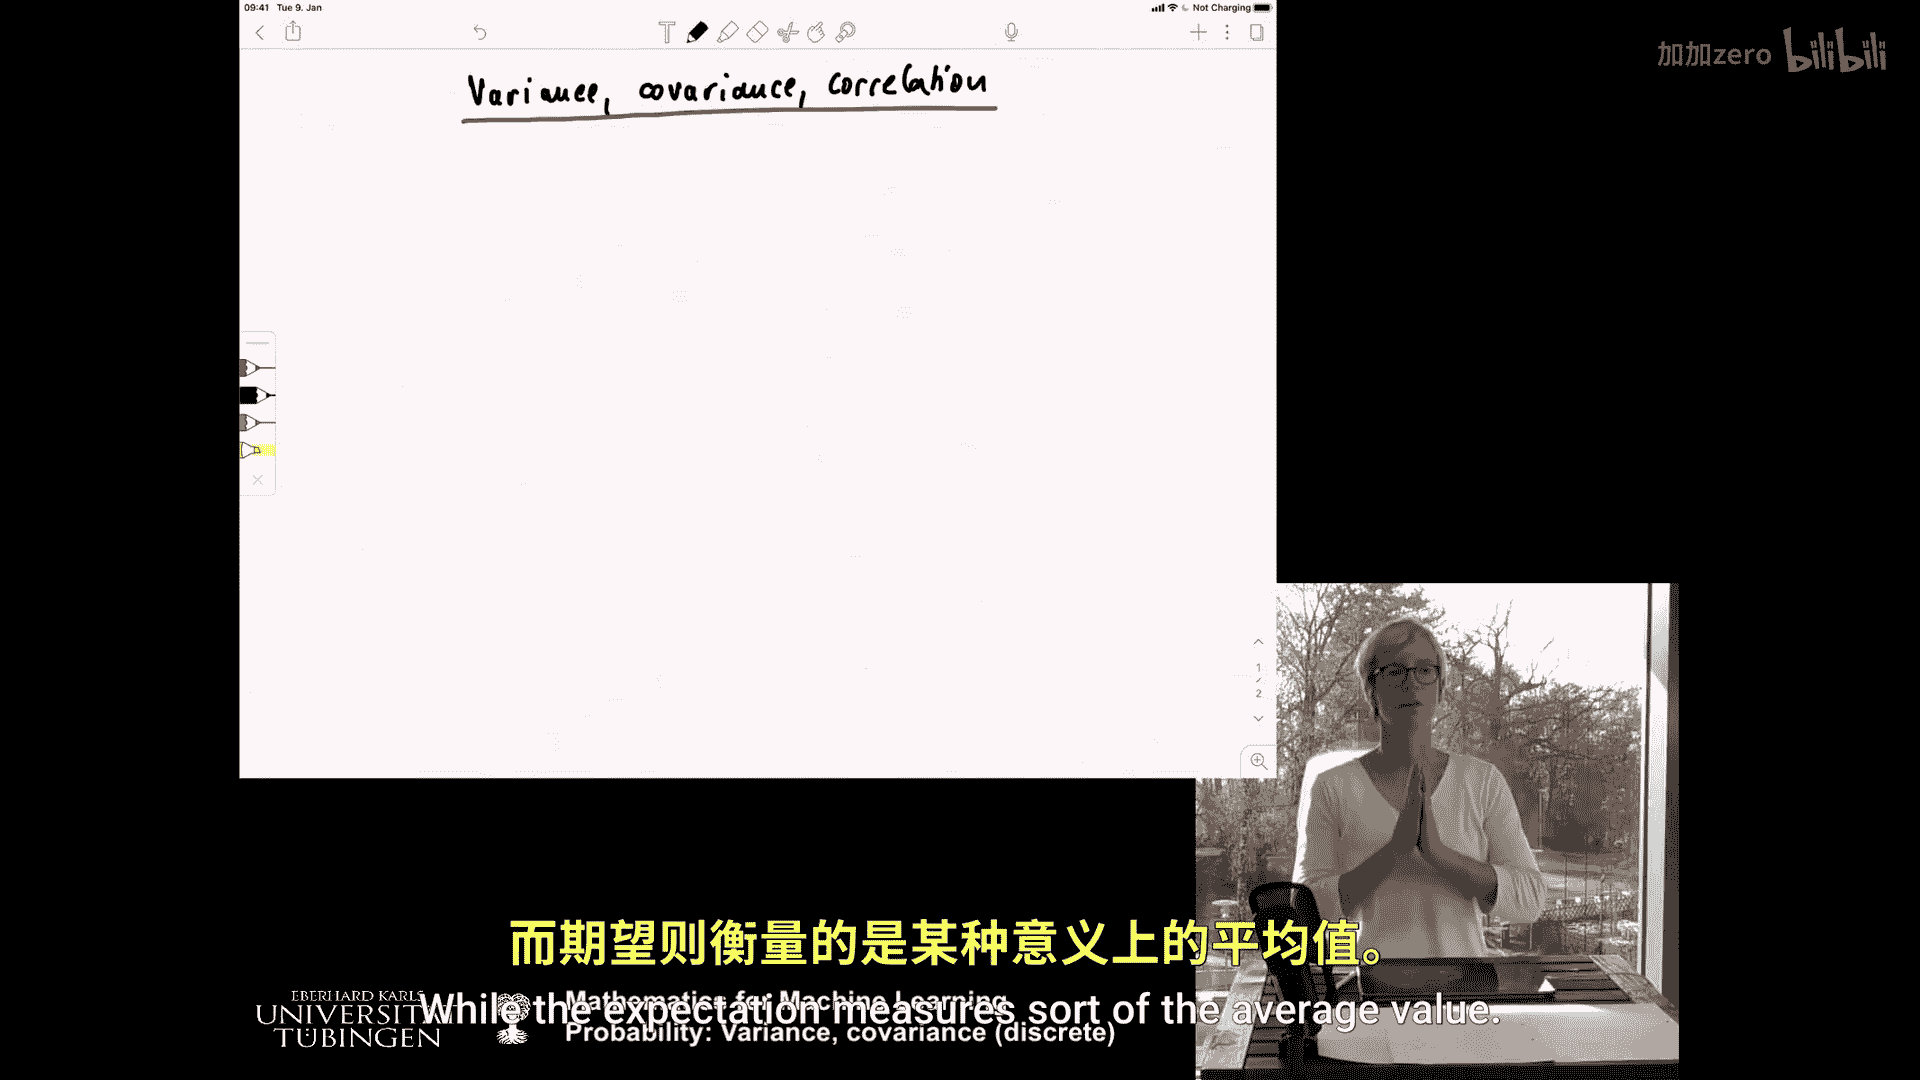 09:41 Tue 9. Jan
Not Charging
加加zero bilibili
Variance, covariance, correlation
1
2
而期望则衡量的是某种意义上的平均值。
While the expectation measures sort of the average value.
EBERHARD KARLS
UNIVERSITÄT
TÜBINGEN
Mathematics for Machine Learning
Probability: Variance, covariance (discrete)